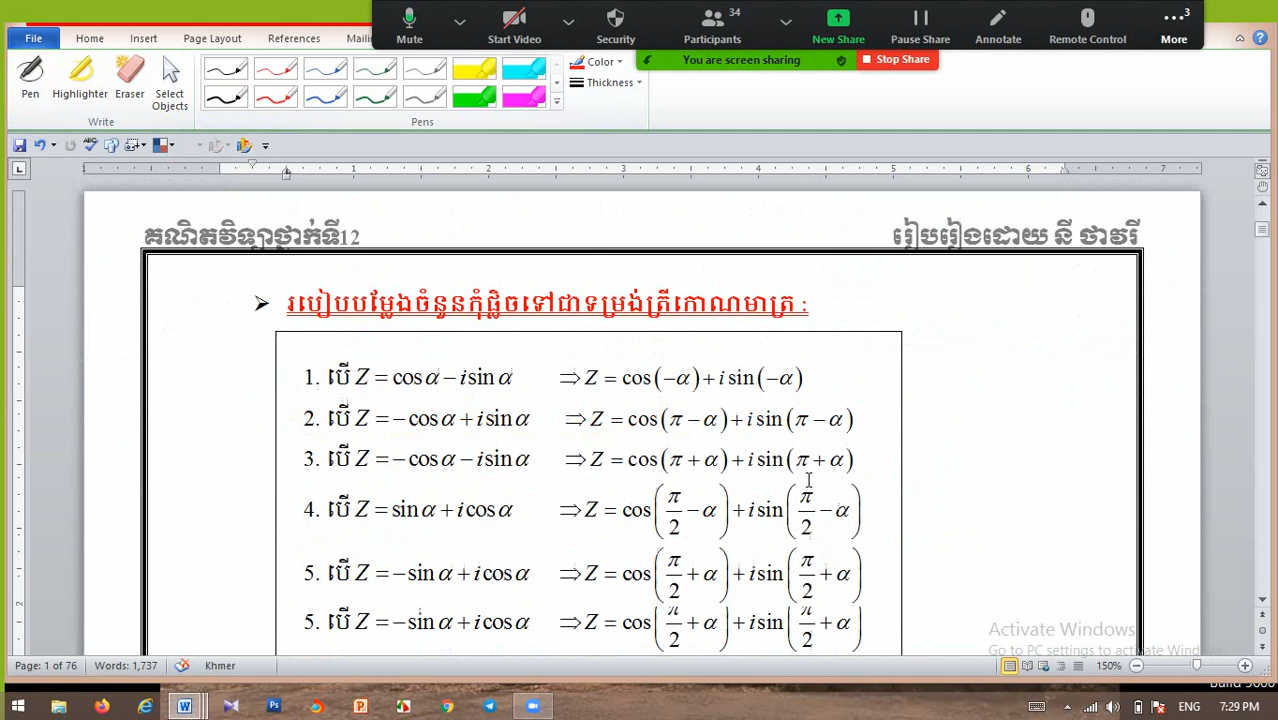 Mute
Start Video
Security
34
Participants
New Share
Pause Share
Annotate
Remote Control
3
More
You are screen sharing
Stop Share
File
Home
Insert
Page Layout
References
Pen
Highlighter
Eraser
Select Objects
Color
Thickness
Write
Pens
គណិតវិទ្យាថ្នាក់ទី12
រៀបរៀងដោយ នី ថាវរី
➢ របៀបបម្លែងចំនួនកុំផ្លិចទៅជាទម្រង់ត្រីកោណមាត្រ :
1. បើ Z = cos α − i sin α ⇒ Z = cos(−α) + i sin(−α)
2. បើ Z = − cos α + i sin α ⇒ Z = cos(π − α) + i sin(π − α)
3. បើ Z = − cos α − i sin α ⇒ Z = cos(π + α) + i sin(π + α)
4. បើ Z = sin α + i cos α ⇒ Z = cos(π/2 − α) + i sin(π/2 − α)
5. បើ Z = − sin α + i cos α ⇒ Z = cos(π/2 + α) + i sin(π/2 + α)
5. បើ Z = − sin α + i cos α ⇒ Z = cos(π/2 + α) + i sin(π/2 + α)
Activate Windows
Go to PC settings to activate Windows
Page: 1 of 76
Words: 1,737
Khmer
150%
ENG
7:29 PM